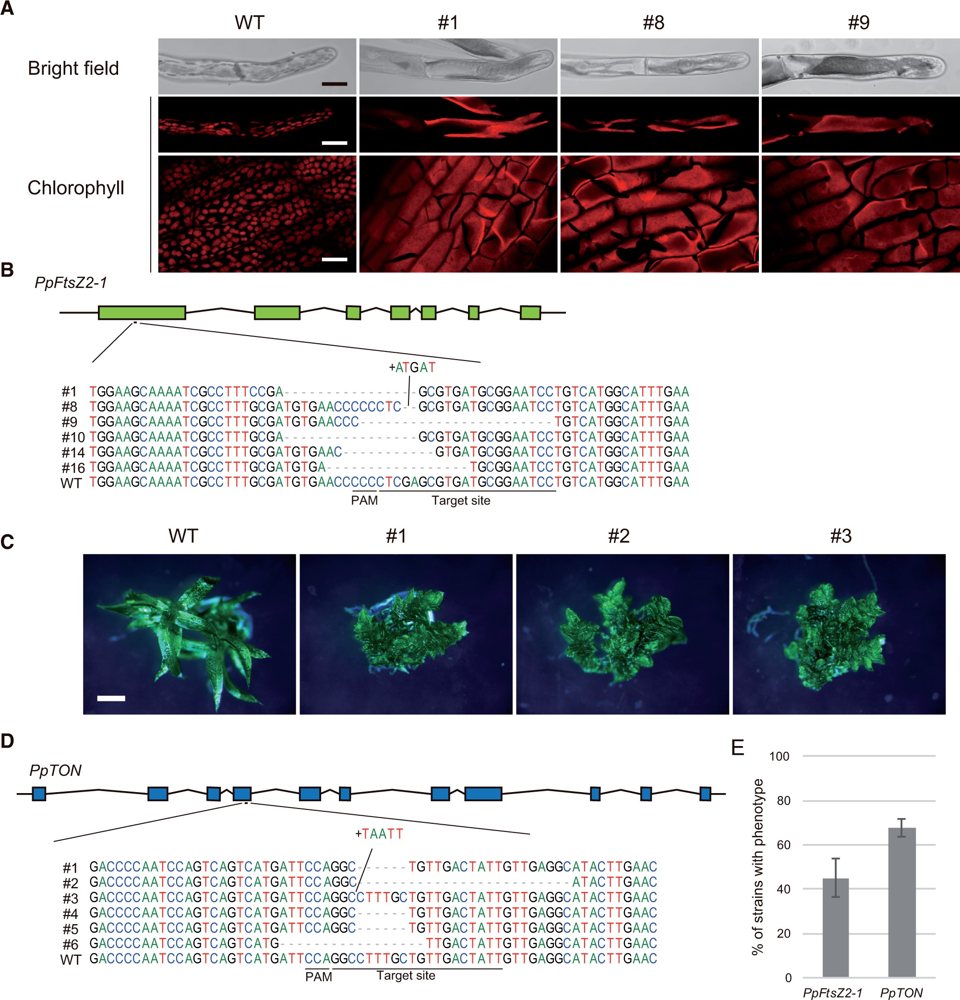 A
WT #1 #8 #9
Bright field
Chlorophyll
B
PpFtsZ2-1
+ATGAT
#1 TGGAAGCAAAATCGCCTTTCCGA----------------GCGTGATGCGGAATCCTGTCATGGCATTTGAA
#8 TGGAAGCAAAATCGCCTTTGCGATGTGAACCCCCCTC--GCGTGATGCGGAATCCTGTCATGGCATTTGAA
#9 TGGAAGCAAAATCGCCTTTGCGATGTGAACCC-----------------------TGTCATGGCATTTGAA
#10 TGGAAGCAAAATCGCCTTTGCGA----------------GCGTGATGCGGAATCCTGTCATGGCATTTGAA
#14 TGGAAGCAAAATCGCCTTTGCGATGTGAAC-----------GTGATGCGGAATCCTGTCATGGCATTTGAA
#16 TGGAAGCAAAATCGCCTTTGCGATGTGA-----------------TGCGGAATCCTGTCATGGCATTTGAA
WT TGGAAGCAAAATCGCCTTTGCGATGTGAACCCCCCTCGAGCGTGATGCGGAATCCTGTCATGGCATTTGAA
PAM Target site
C
WT #1 #2 #3
D
PpTON
+TAATT
#1 GACCCCAATCCAGTCAGTCATGATTCCAGGC------TGTTGACTATTGTTGAGGCATACTTGAAC
#2 GACCCCAATCCAGTCAGTCATGATTCCAGGC--------------------------ATACTTGAAC
#3 GACCCCAATCCAGTCAGTCATGATTCCAGGCCTTTGCTGTTGACTATTGTTGAGGCATACTTGAAC
#4 GACCCCAATCCAGTCAGTCATGATTCCAGGC------TGTTGACTATTGTTGAGGCATACTTGAAC
#5 GACCCCAATCCAGTCAGTCATGATTCCAGGC------TGTTGACTATTGTTGAGGCATACTTGAAC
#6 GACCCCAATCCAGTCAGTCATG-----------------TTGACTATTGTTGAGGCATACTTGAAC
WT GACCCCAATCCAGTCAGTCATGATTCCAGGCCTTTGCTGTTGACTATTGTTGAGGCATACTTGAAC
PAM Target site
E
% of strains with phenotype
100
80
60
40
20
0
PpFtsZ2-1 PpTON